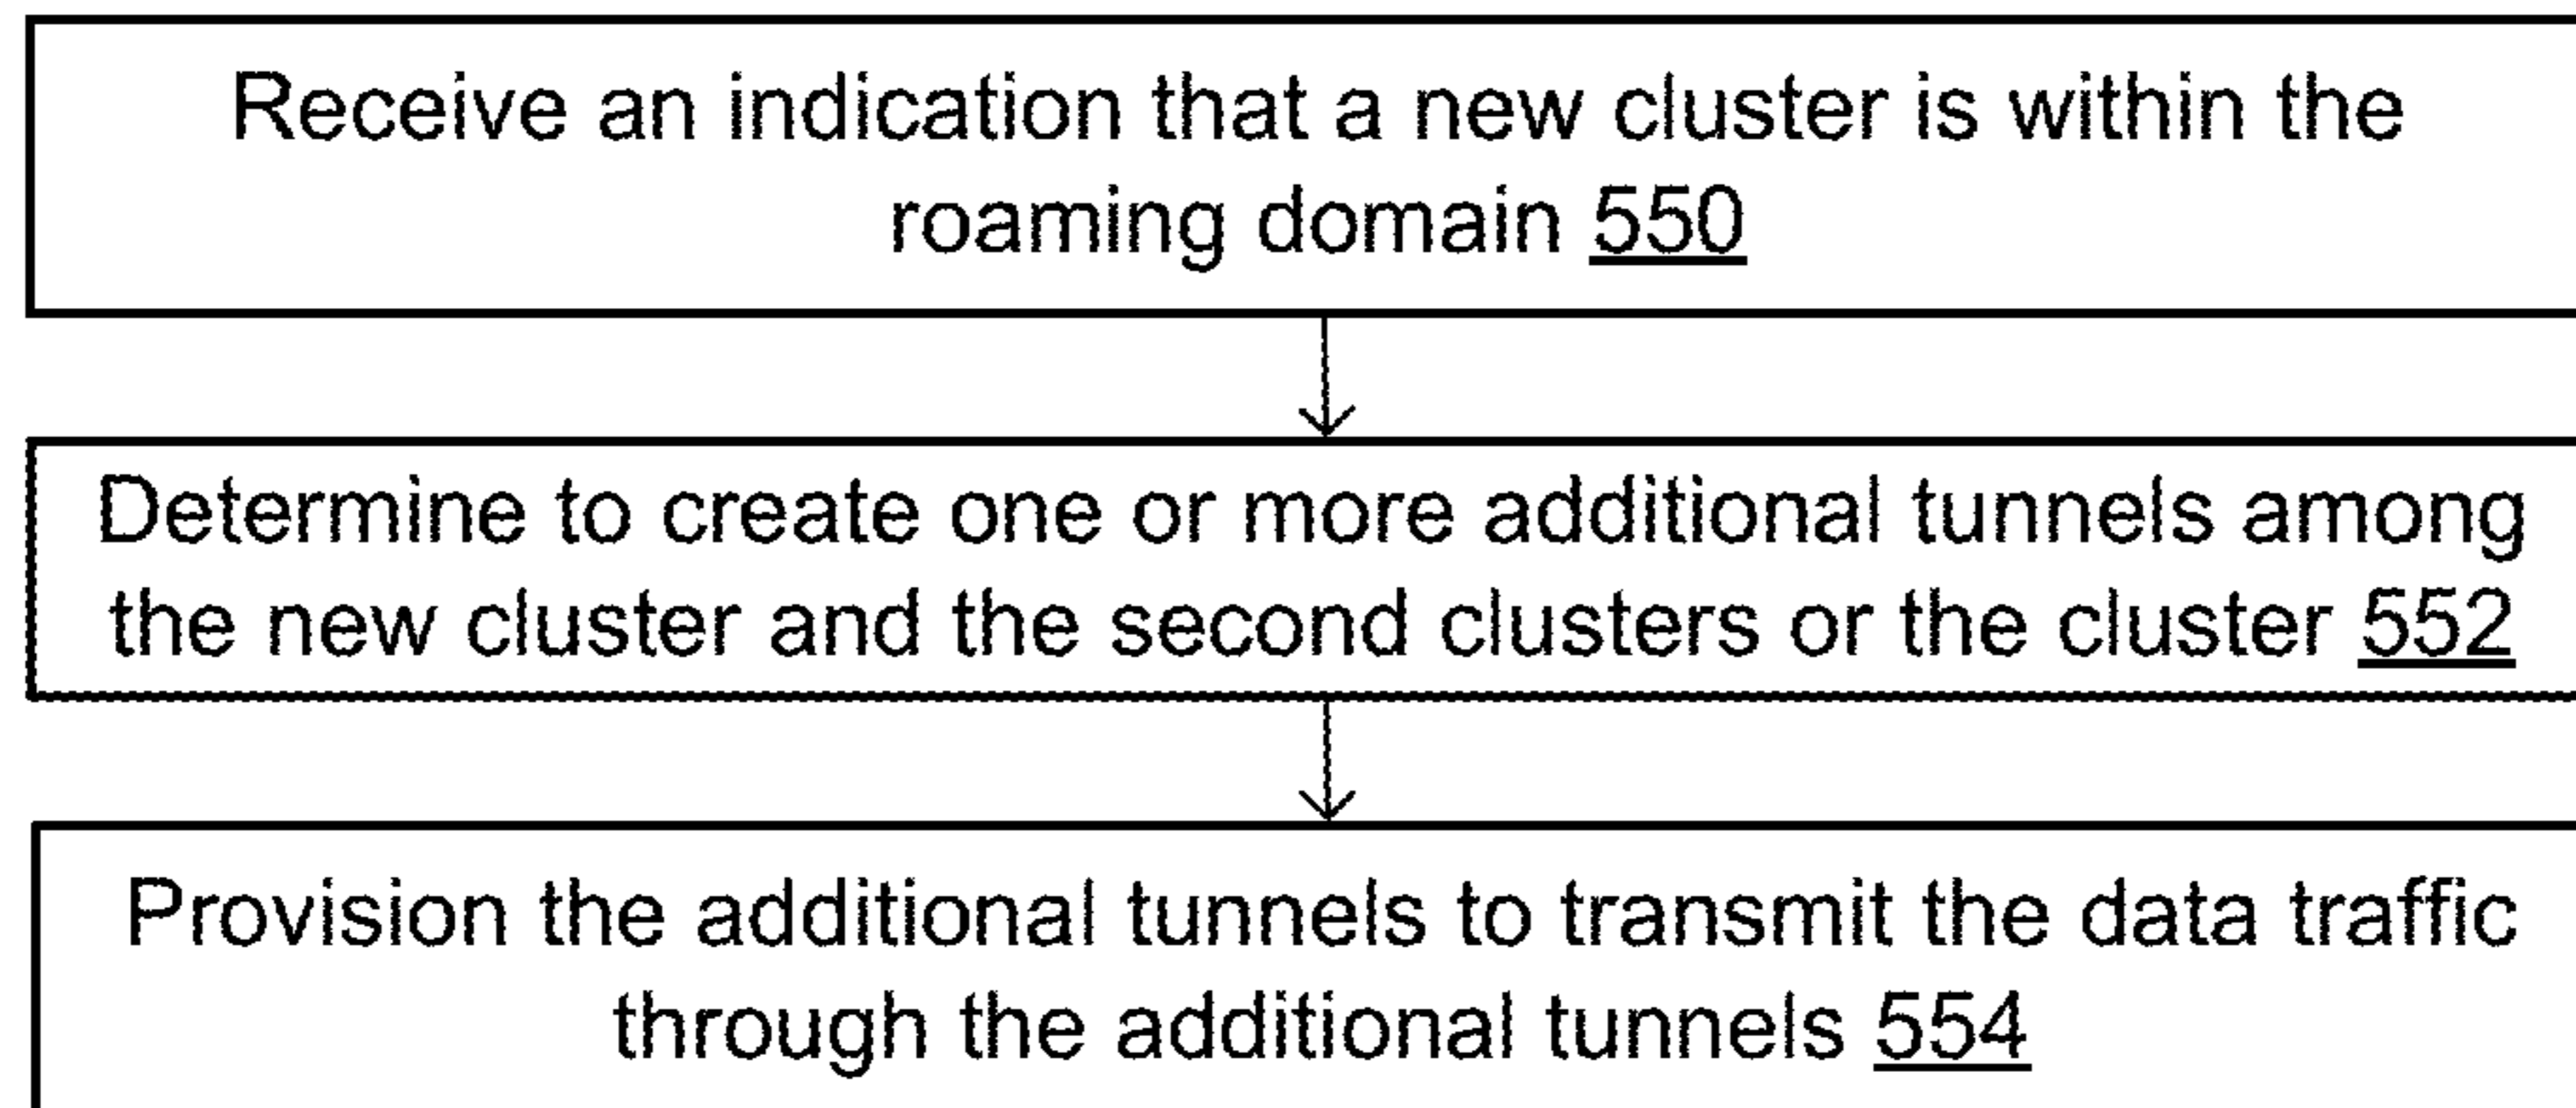 Receive an indication that a new cluster is within the
roaming domain 550
Determine to create one or more additional tunnels among
the new cluster and the second clusters or the cluster 552
Provision the additional tunnels to transmit the data traffic
through the additional tunnels 554